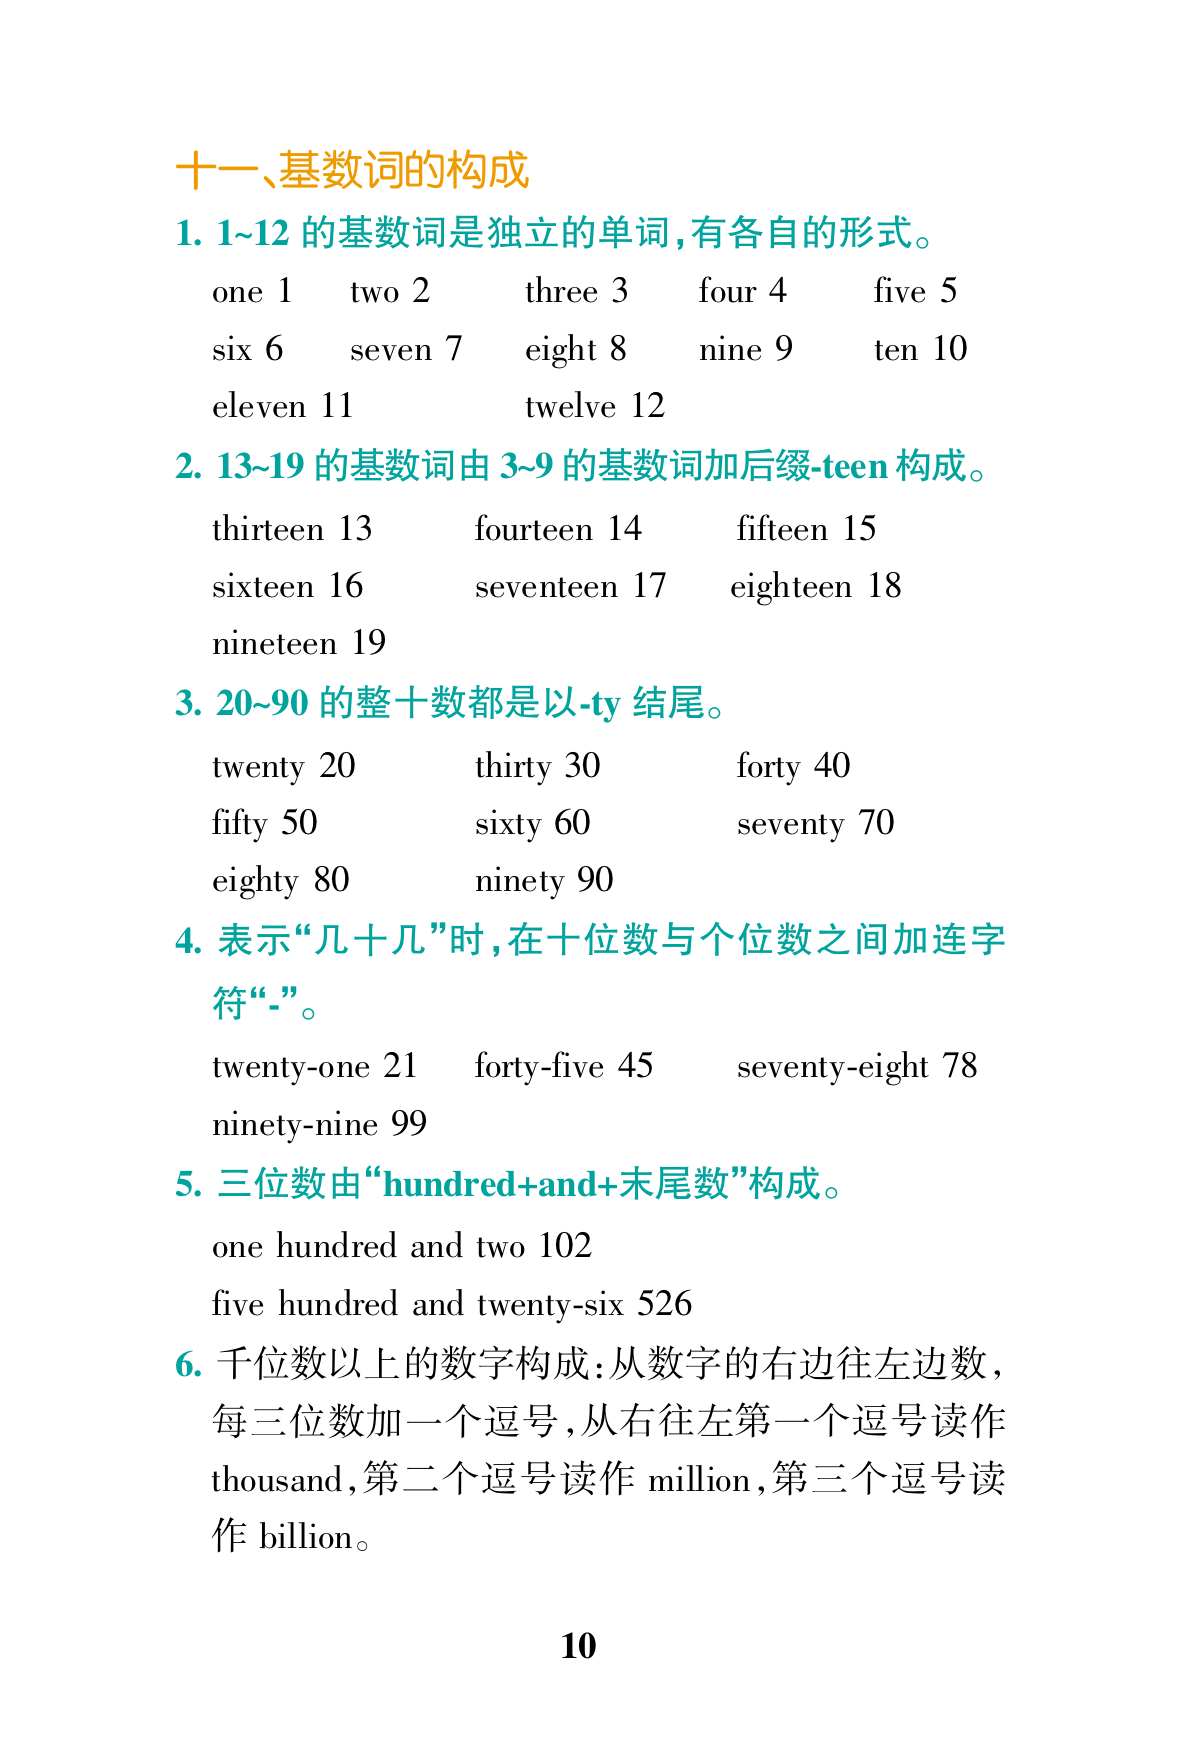 十一、基数词的构成
1. 1~12 的基数词是独立的单词,有各自的形式。
one 1 two 2 three 3 four 4 five 5
six 6 seven 7 eight 8 nine 9 ten 10
eleven 11 twelve 12
2. 13~19 的基数词由 3~9 的基数词加后缀-teen 构成。
thirteen 13 fourteen 14 fifteen 15
sixteen 16 seventeen 17 eighteen 18
nineteen 19
3. 20~90 的整十数都是以-ty 结尾。
twenty 20 thirty 30 forty 40
fifty 50 sixty 60 seventy 70
eighty 80 ninety 90
4. 表示“几十几”时,在十位数与个位数之间加连字
符“-”。
twenty-one 21 forty-five 45 seventy-eight 78
ninety-nine 99
5. 三位数由“hundred+and+末尾数”构成。
one hundred and two 102
five hundred and twenty-six 526
6. 千位数以上的数字构成:从数字的右边往左边数,
每三位数加一个逗号,从右往左第一个逗号读作
thousand,第二个逗号读作 million,第三个逗号读
作 billion。
10